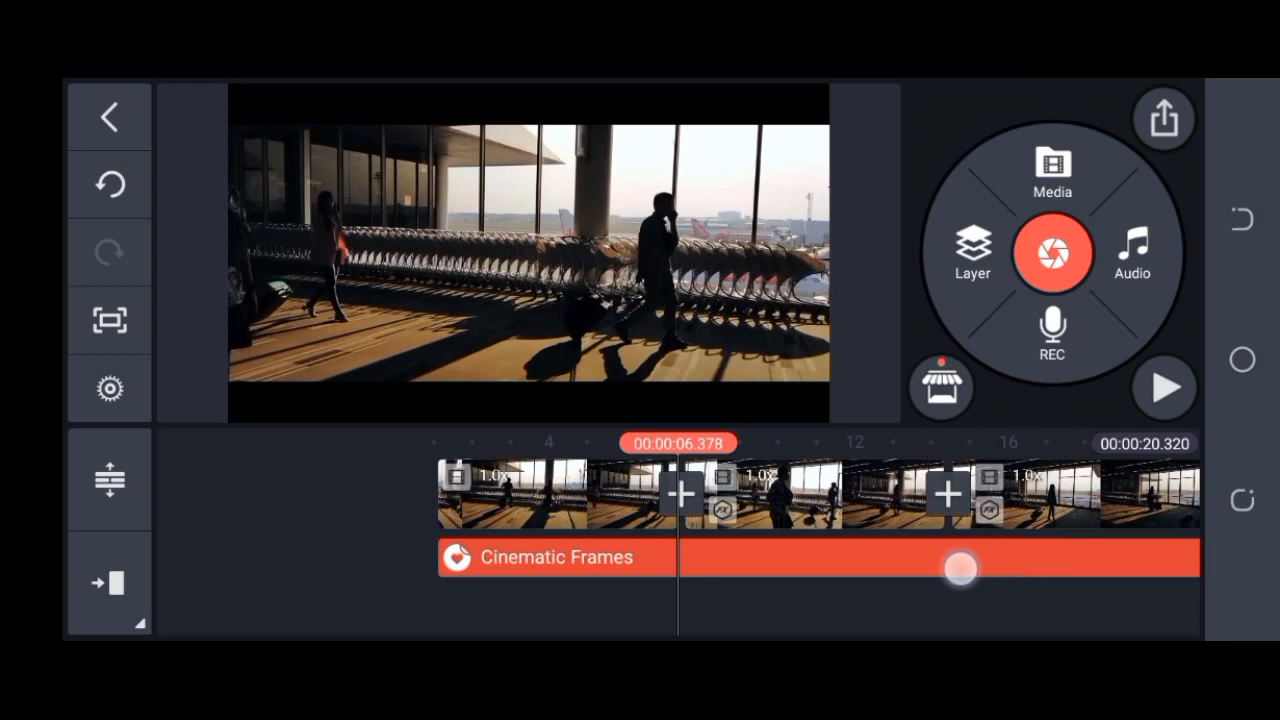 Media
Layer
Audio
REC
4
00:00:06.378
12
16
00:00:20.320
1.0x
1.0x
1.0x
Cinematic Frames